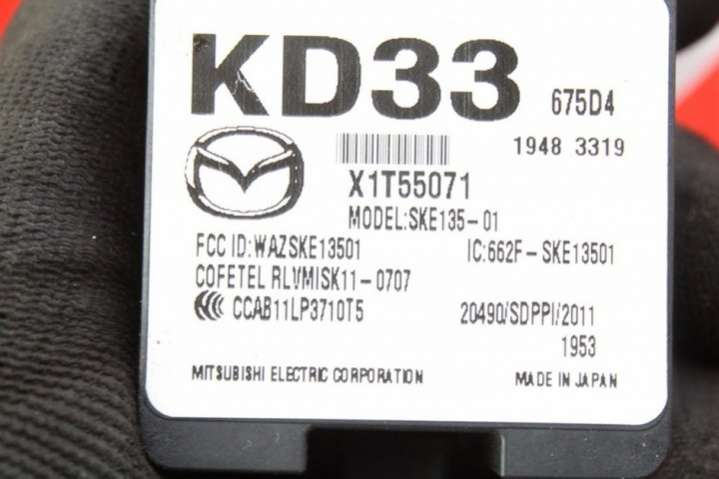 KD33 675D4
1948 3319
X1T55071
MODEL:SKE135-01
FCC ID:WAZSKE13501 IC:662F-SKE13501
COFETEL RLVMISK11-0707
CCAB11LP3710T5 20490/SDPPI/2011
1953
MITSUBISHI ELECTRIC CORPORATION MADE IN JAPAN